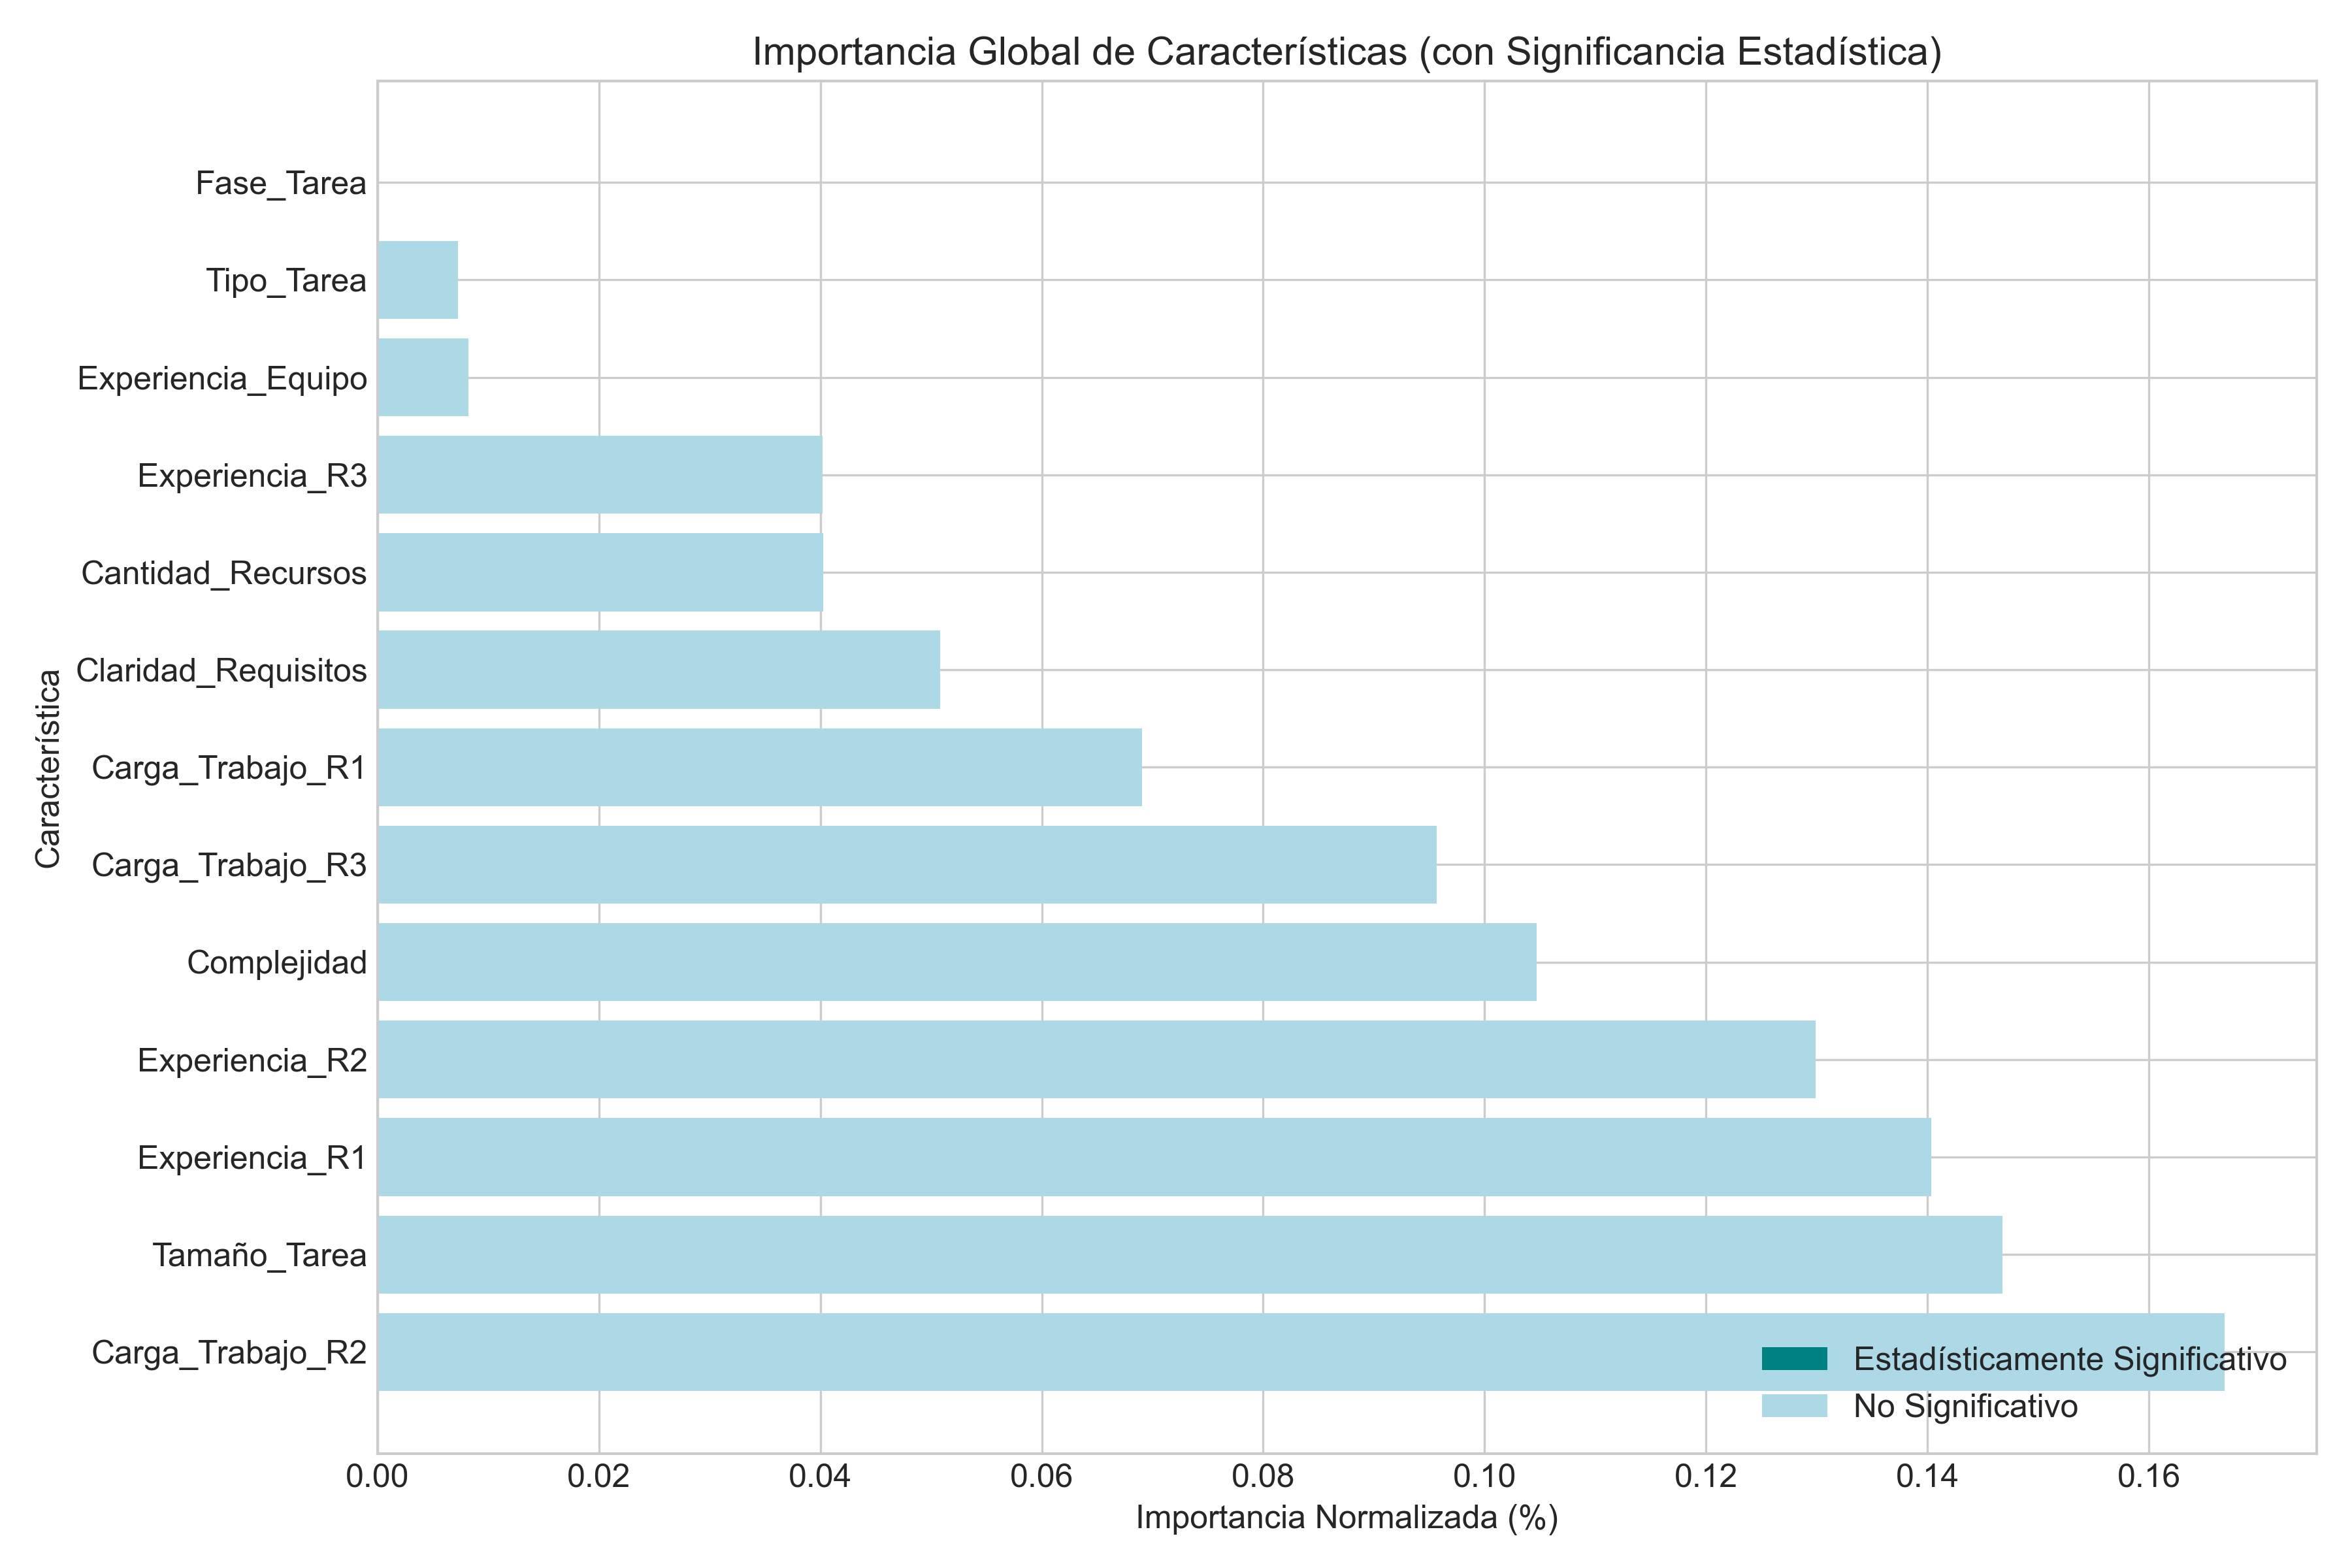 Importancia Global de Características (con Significancia Estadística)
Fase_Tarea
Tipo_Tarea
Experiencia_Equipo
Experiencia_R3
Cantidad_Recursos
Claridad_Requisitos
Carga_Trabajo_R1
Carga_Trabajo_R3
Complejidad
Experiencia_R2
Experiencia_R1
Tamaño_Tarea
Carga_Trabajo_R2
Característica
Estadísticamente Significativo
No Significativo
0.00 0.02 0.04 0.06 0.08 0.10 0.12 0.14 0.16
Importancia Normalizada (%)